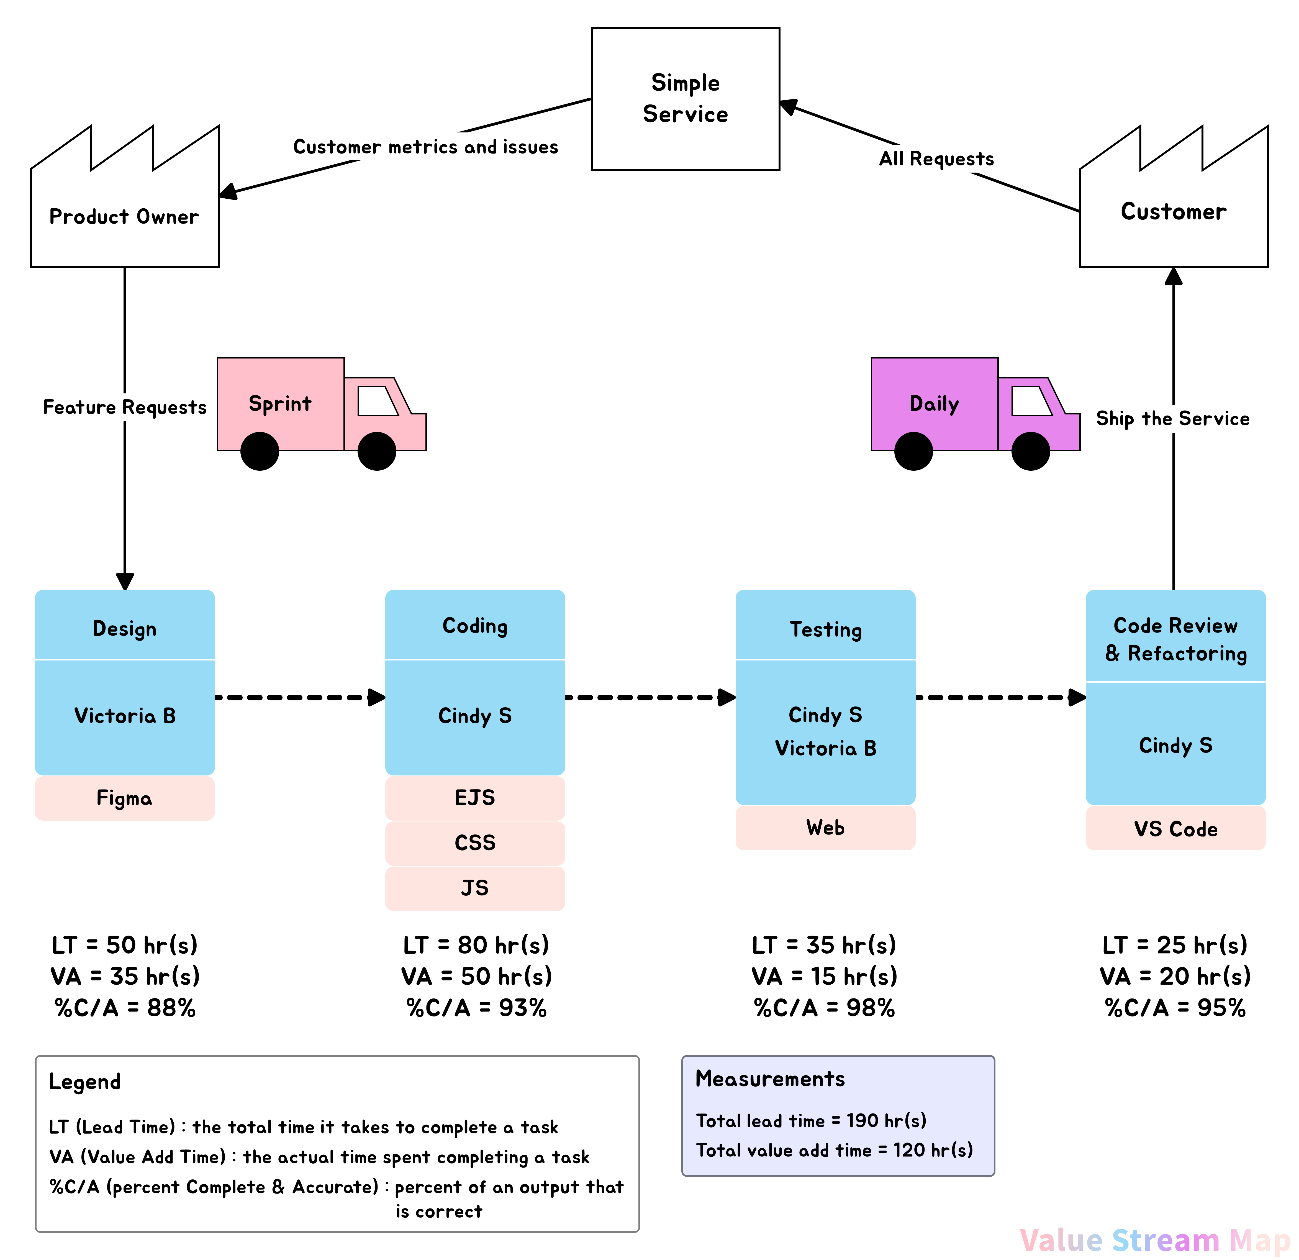 Simple
Service
Customer metrics and issues
All Requests
Product Owner
Customer
Feature Requests
Sprint
Daily
Ship the Service
Design
Victoria B
Figma
Coding
Cindy S
EJS
CSS
JS
Testing
Cindy S
Victoria B
Web
Code Review
& Refactoring
Cindy S
VS Code
LT = 50 hr(s)
VA = 35 hr(s)
%C/A = 88%
LT = 80 hr(s)
VA = 50 hr(s)
%C/A = 93%
LT = 35 hr(s)
VA = 15 hr(s)
%C/A = 98%
LT = 25 hr(s)
VA = 20 hr(s)
%C/A = 95%
Legend
LT (Lead Time) : the total time it takes to complete a task
VA (Value Add Time) : the actual time spent completing a task
%C/A (percent Complete & Accurate) : percent of an output that
is correct
Measurements
Total lead time = 190 hr(s)
Total value add time = 120 hr(s)
Value Stream Map